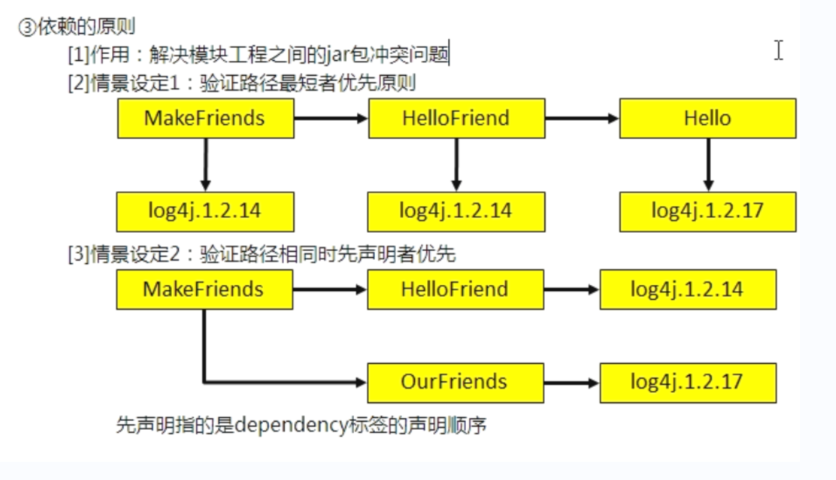 ③依赖的原则
[1]作用：解决模块工程之间的jar包冲突问题
[2]情景设定1：验证路径最短者优先原则
MakeFriends HelloFriend Hello
log4j.1.2.14 log4j.1.2.14 log4j.1.2.17
[3]情景设定2：验证路径相同时先声明者优先
MakeFriends HelloFriend log4j.1.2.14
OurFriends log4j.1.2.17
先声明指的是dependency标签的声明顺序